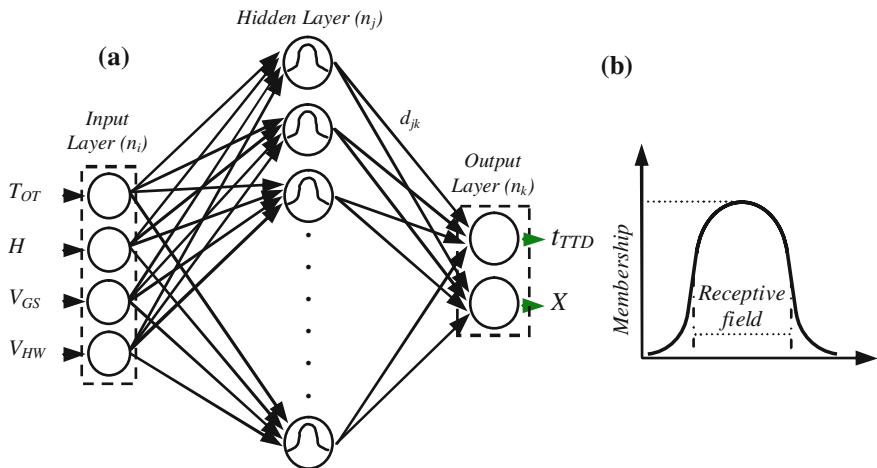 Hidden Layer (nj)
(a)
(b)
Input
Layer (ni)
djk
Output
Layer (nk)
TOT
H
VGS
VHW
tTTD
X
Membership
Receptive
field